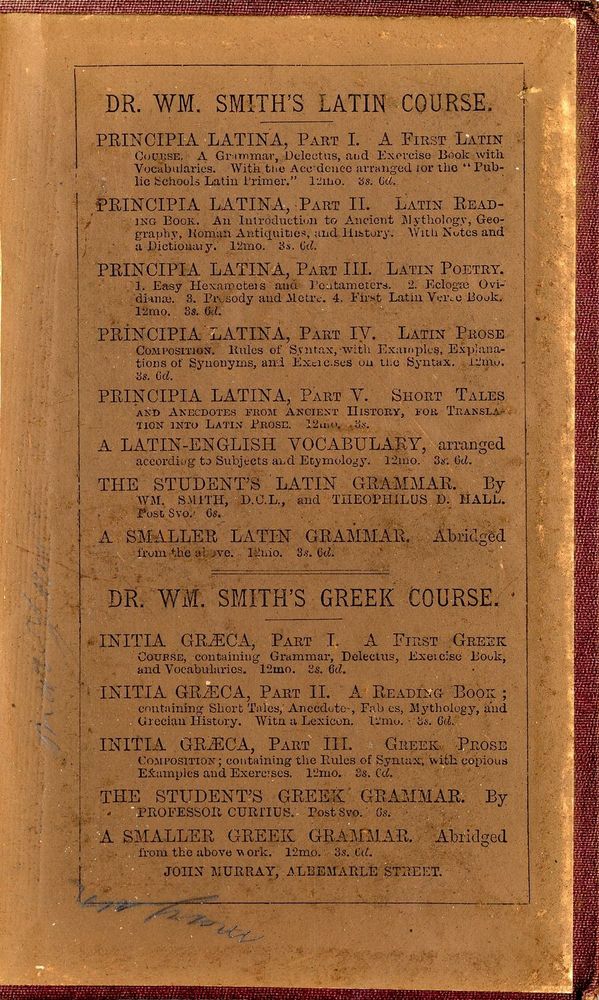 DR. WM. SMITH'S LATIN COURSE.
PRINCIPIA LATINA, PART I. A FIRST LATIN
COURSE. A Grammar, Delectus, and Exercise Book with
Vocabularies. With the Accidence arranged for the "Pub-
lic Schools Latin Primer." 12mo. 3s. 6d.
PRINCIPIA LATINA, PART II. LATIN READ-
ING BOOK. An Introduction to Ancient Mythology, Geo-
graphy, Roman Antiquities, and History. With Notes and
a Dictionary. 12mo. 3s. 6d.
PRINCIPIA LATINA, PART III. LATIN POETRY.
1. Easy Hexameters and Pentameters. 2. Eclogæ Ovi-
dianæ. 3. Prosody and Metre. 4. First Latin Verse Book.
12mo. 3s. 6d.
PRINCIPIA LATINA, PART IV. LATIN PROSE
COMPOSITION. Rules of Syntax, with Examples, Explana-
tions of Synonyms, and Exercises on the Syntax. 12mo.
3s. 6d.
PRINCIPIA LATINA, PART V. SHORT TALES
AND ANECDOTES FROM ANCIENT HISTORY, FOR TRANSLA-
TION INTO LATIN PROSE. 12mo. 3s.
A LATIN-ENGLISH VOCABULARY, arranged
according to Subjects and Etymology. 12mo. 3s. 6d.
THE STUDENT'S LATIN GRAMMAR. By
WM. SMITH, D.C.L., and THEOPHILUS D. HALL.
Post 8vo. 6s.
A SMALLER LATIN GRAMMAR. Abridged
from the above. 12mo. 3s. 6d.
DR. WM. SMITH'S GREEK COURSE.
INITIA GRÆCA, PART I. A FIRST GREEK
COURSE, containing Grammar, Delectus, Exercise Book,
and Vocabularies. 12mo. 3s. 6d.
INITIA GRÆCA, PART II. A READING BOOK;
containing Short Tales, Anecdotes, Fables, Mythology, and
Grecian History. With a Lexicon. 12mo. 3s. 6d.
INITIA GRÆCA, PART III. GREEK PROSE
COMPOSITION; containing the Rules of Syntax, with copious
Examples and Exercises. 12mo. 3s. 6d.
THE STUDENT'S GREEK GRAMMAR. By
PROFESSOR CURTIUS. Post 8vo. 6s.
A SMALLER GREEK GRAMMAR. Abridged
from the above work. 12mo. 3s. 6d.
JOHN MURRAY, ALBEMARLE STREET.